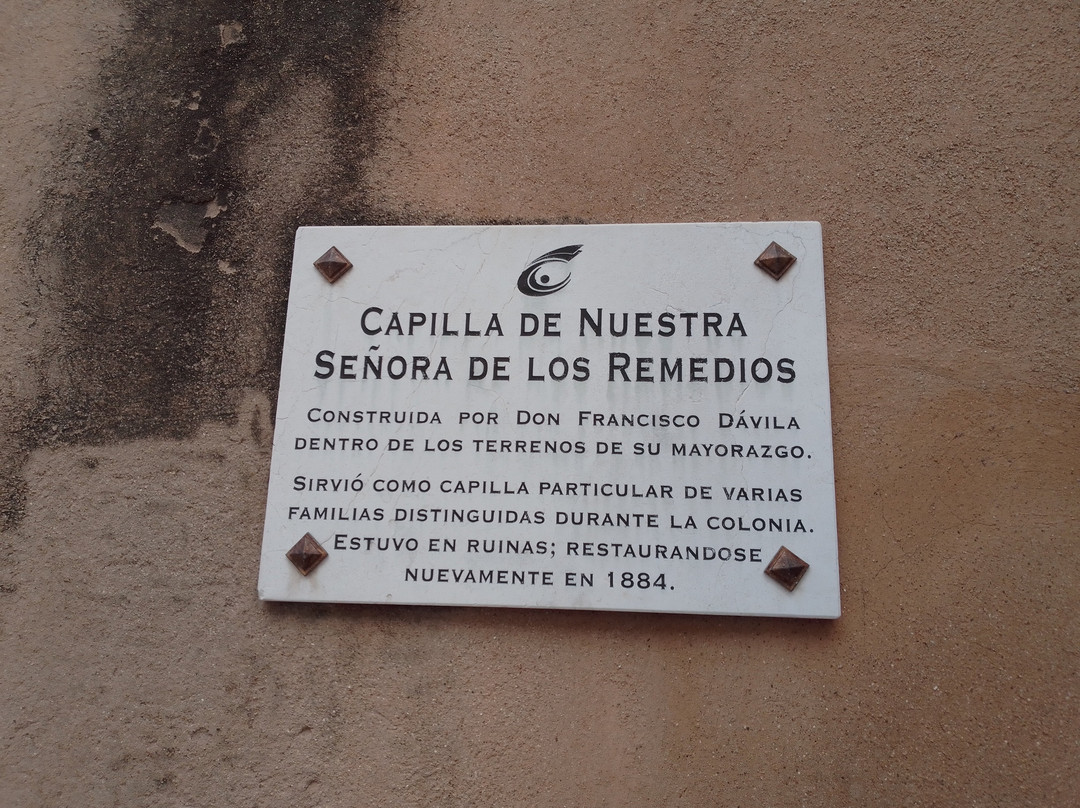 CAPILLA DE NUESTRA
SEÑORA DE LOS REMEDIOS
CONSTRUIDA POR DON FRANCISCO DÁVILA
DENTRO DE LOS TERRENOS DE SU MAYORAZGO.
SIRVIÓ COMO CAPILLA PARTICULAR DE VARIAS
FAMILIAS DISTINGUIDAS DURANTE LA COLONIA.
ESTUVO EN RUINAS; RESTAURANDOSE
NUEVAMENTE EN 1884.